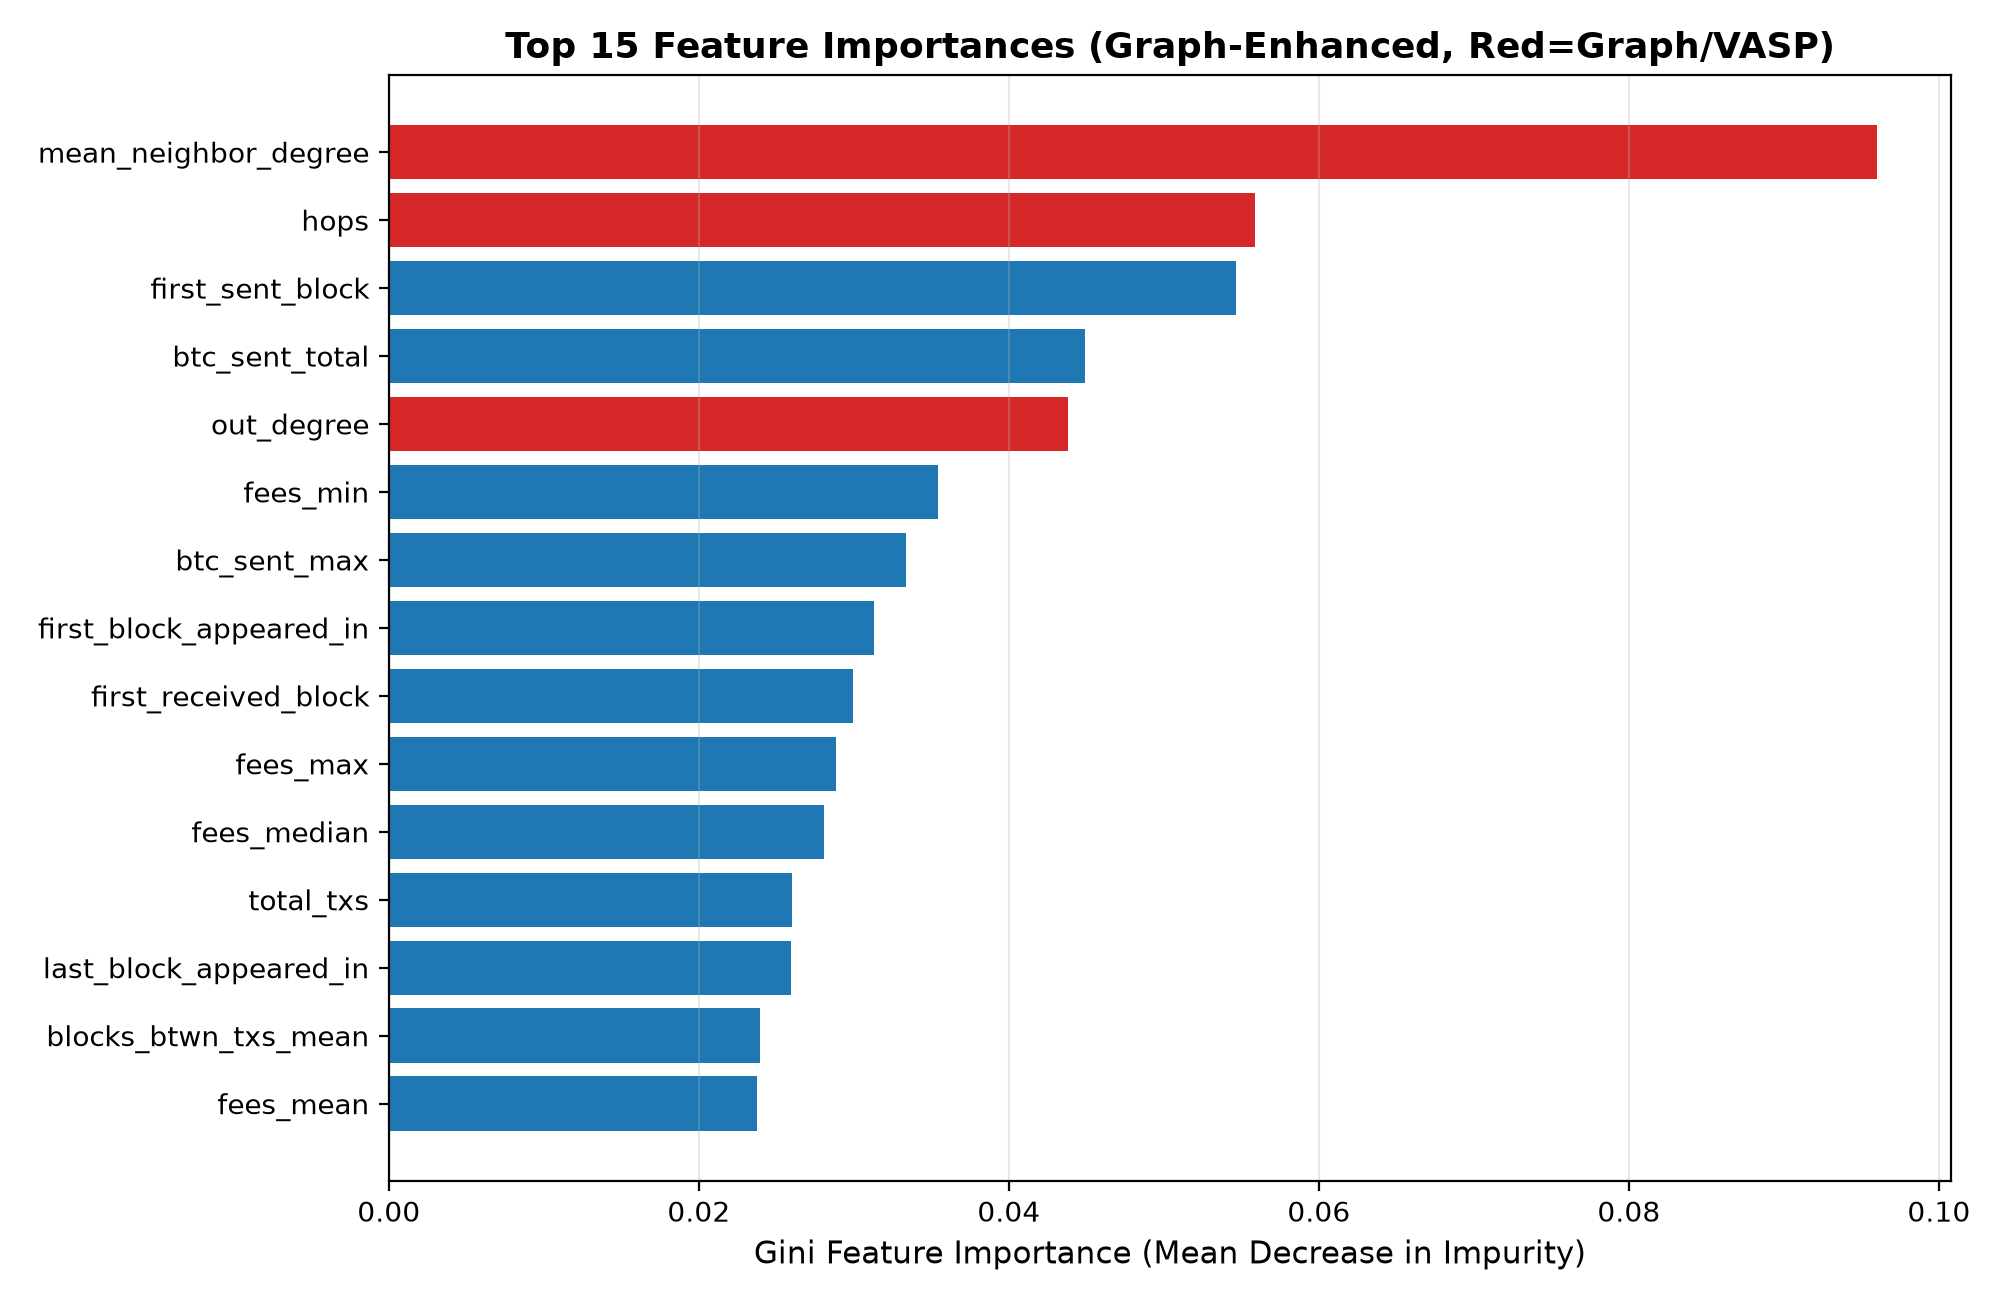 Top 15 Feature Importances (Graph-Enhanced, Red=Graph/VASP)
mean_neighbor_degree
hops
first_sent_block
btc_sent_total
out_degree
fees_min
btc_sent_max
first_block_appeared_in
first_received_block
fees_max
fees_median
total_txs
last_block_appeared_in
blocks_btwn_txs_mean
fees_mean
0.00 0.02 0.04 0.06 0.08 0.10
Gini Feature Importance (Mean Decrease in Impurity)